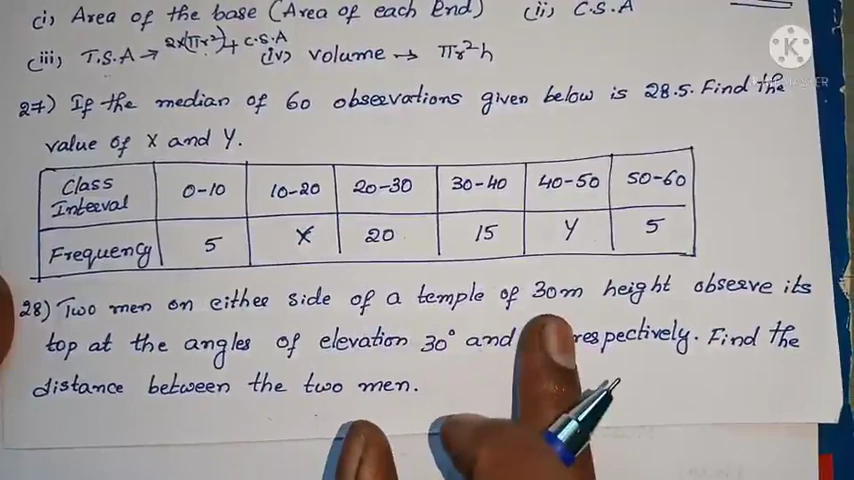 (i) Area of the base (Area of each End) (ii) C.S.A
(iii) T.S.A → 2×(πr²)+C.S.A (iv) volume → πr²h
27) If the median of 60 observations given below is 28.5. Find the
value of X and Y.
Class Interval 0-10 10-20 20-30 30-40 40-50 50-60
Frequency 5 X 20 15 Y 5
28) Two men on either side of a temple of 30m height observe its
top at the angles of elevation 30° and respectively. Find the
distance between the two men.
K
KINEMASTER